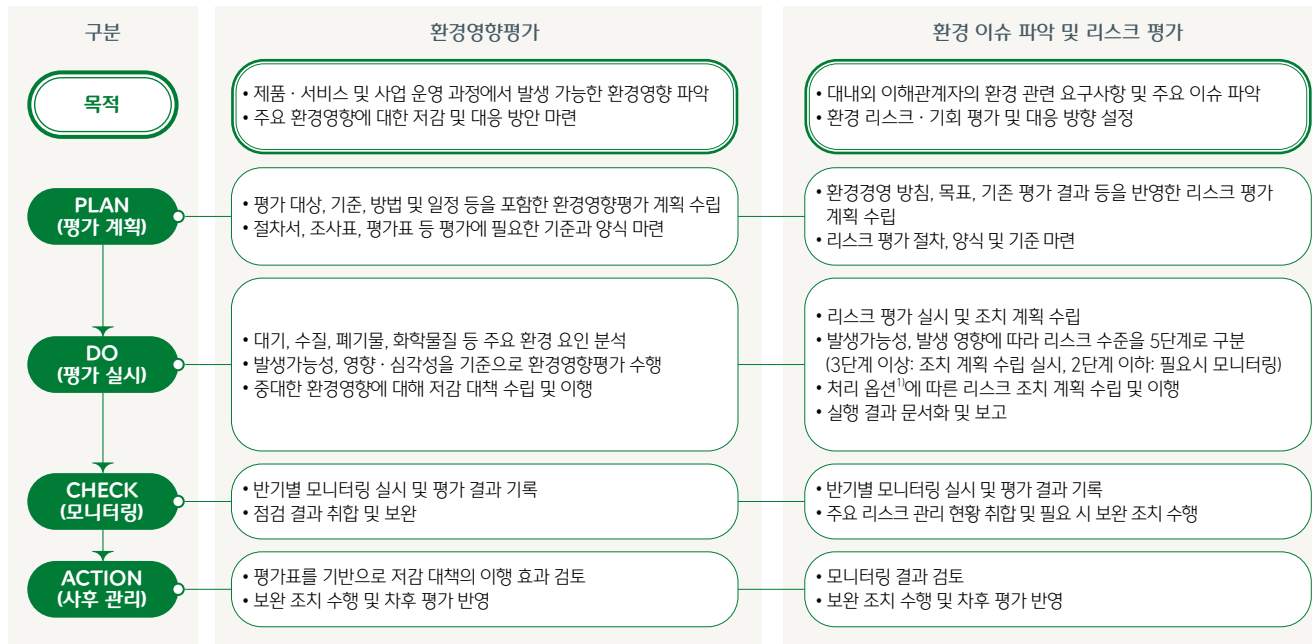 구분
환경영향평가
환경 이슈 파악 및 리스크 평가
목적
• 제품 · 서비스 및 사업 운영 과정에서 발생 가능한 환경영향 파악
• 주요 환경영향에 대한 저감 및 대응 방안 마련
• 대내외 이해관계자의 환경 관련 요구사항 및 주요 이슈 파악
• 환경 리스크 · 기회 평가 및 대응 방향 설정
PLAN
(평가 계획)
• 평가 대상, 기준, 방법 및 일정 등을 포함한 환경영향평가 계획 수립
• 절차서, 조사표, 평가표 등 평가에 필요한 기준과 양식 마련
• 환경경영 방침, 목표, 기존 평가 결과 등을 반영한 리스크 평가
계획 수립
• 리스크 평가 절차, 양식 및 기준 마련
DO
(평가 실시)
• 대기, 수질, 폐기물, 화학물질 등 주요 환경 요인 분석
• 발생가능성, 영향 · 심각성을 기준으로 환경영향평가 수행
• 중대한 환경영향에 대해 저감 대책 수립 및 이행
• 리스크 평가 실시 및 조치 계획 수립
• 발생가능성, 발생 영향에 따라 리스크 수준을 5단계로 구분
(3단계 이상: 조치 계획 수립 실시, 2단계 이하: 필요시 모니터링)
• 처리 옵션1)에 따른 리스크 조치 계획 수립 및 이행
• 실행 결과 문서화 및 보고
CHECK
(모니터링)
• 반기별 모니터링 실시 및 평가 결과 기록
• 점검 결과 취합 및 보완
• 반기별 모니터링 실시 및 평가 결과 기록
• 주요 리스크 관리 현황 취합 및 필요 시 보완 조치 수행
ACTION
(사후 관리)
• 평가표를 기반으로 저감 대책의 이행 효과 검토
• 보완 조치 수행 및 차후 평가 반영
• 모니터링 결과 검토
• 보완 조치 수행 및 차후 평가 반영